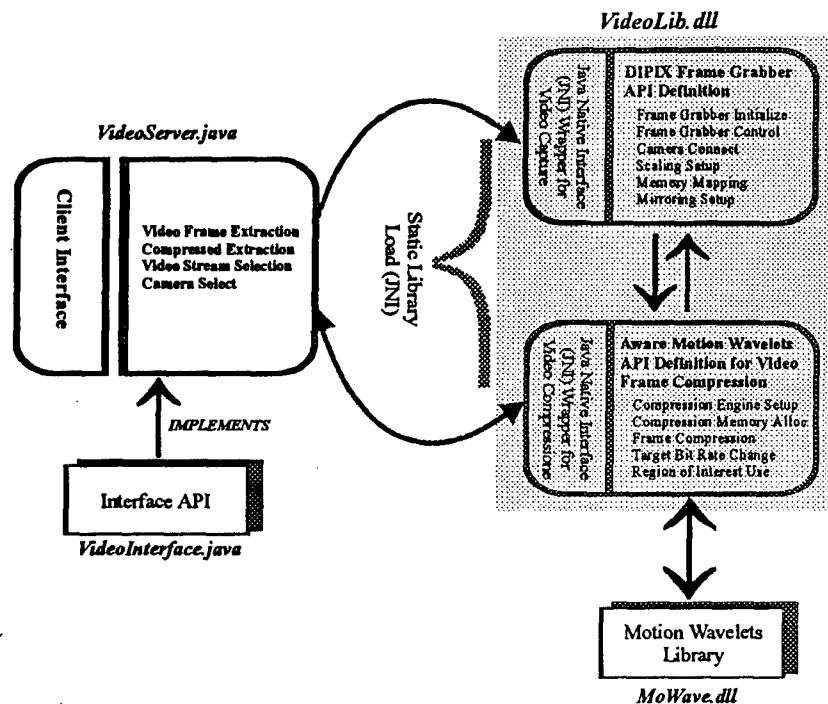 VideoLib.dll
Java Native Interface
(JNI) Wrapper for
Video Capture
DIPIX Frame Grabber
API Definition
Frame Grabber Initialize
Frame Grabber Control
Camera Connect
Scaling Setup
Memory Mapping
Mirroring Setup
VideoServer.java
Client Interface
Video Frame Extraction
Compressed Extraction
Video Stream Selection
Camera Select
Static Library
Load (JNI)
Java Native Interface
(JNI) Wrapper for
Video Compressione
Aware Motion Wavelets
API Definition for Video
Frame Compression
Compression Engine Setup
Compression Memory Alloc
Frame Compression
Target Bit Rate Change
Region of Interest Use
IMPLEMENTS
Interface API
VideoInterface.java
Motion Wavelets
Library
MoWave.dll